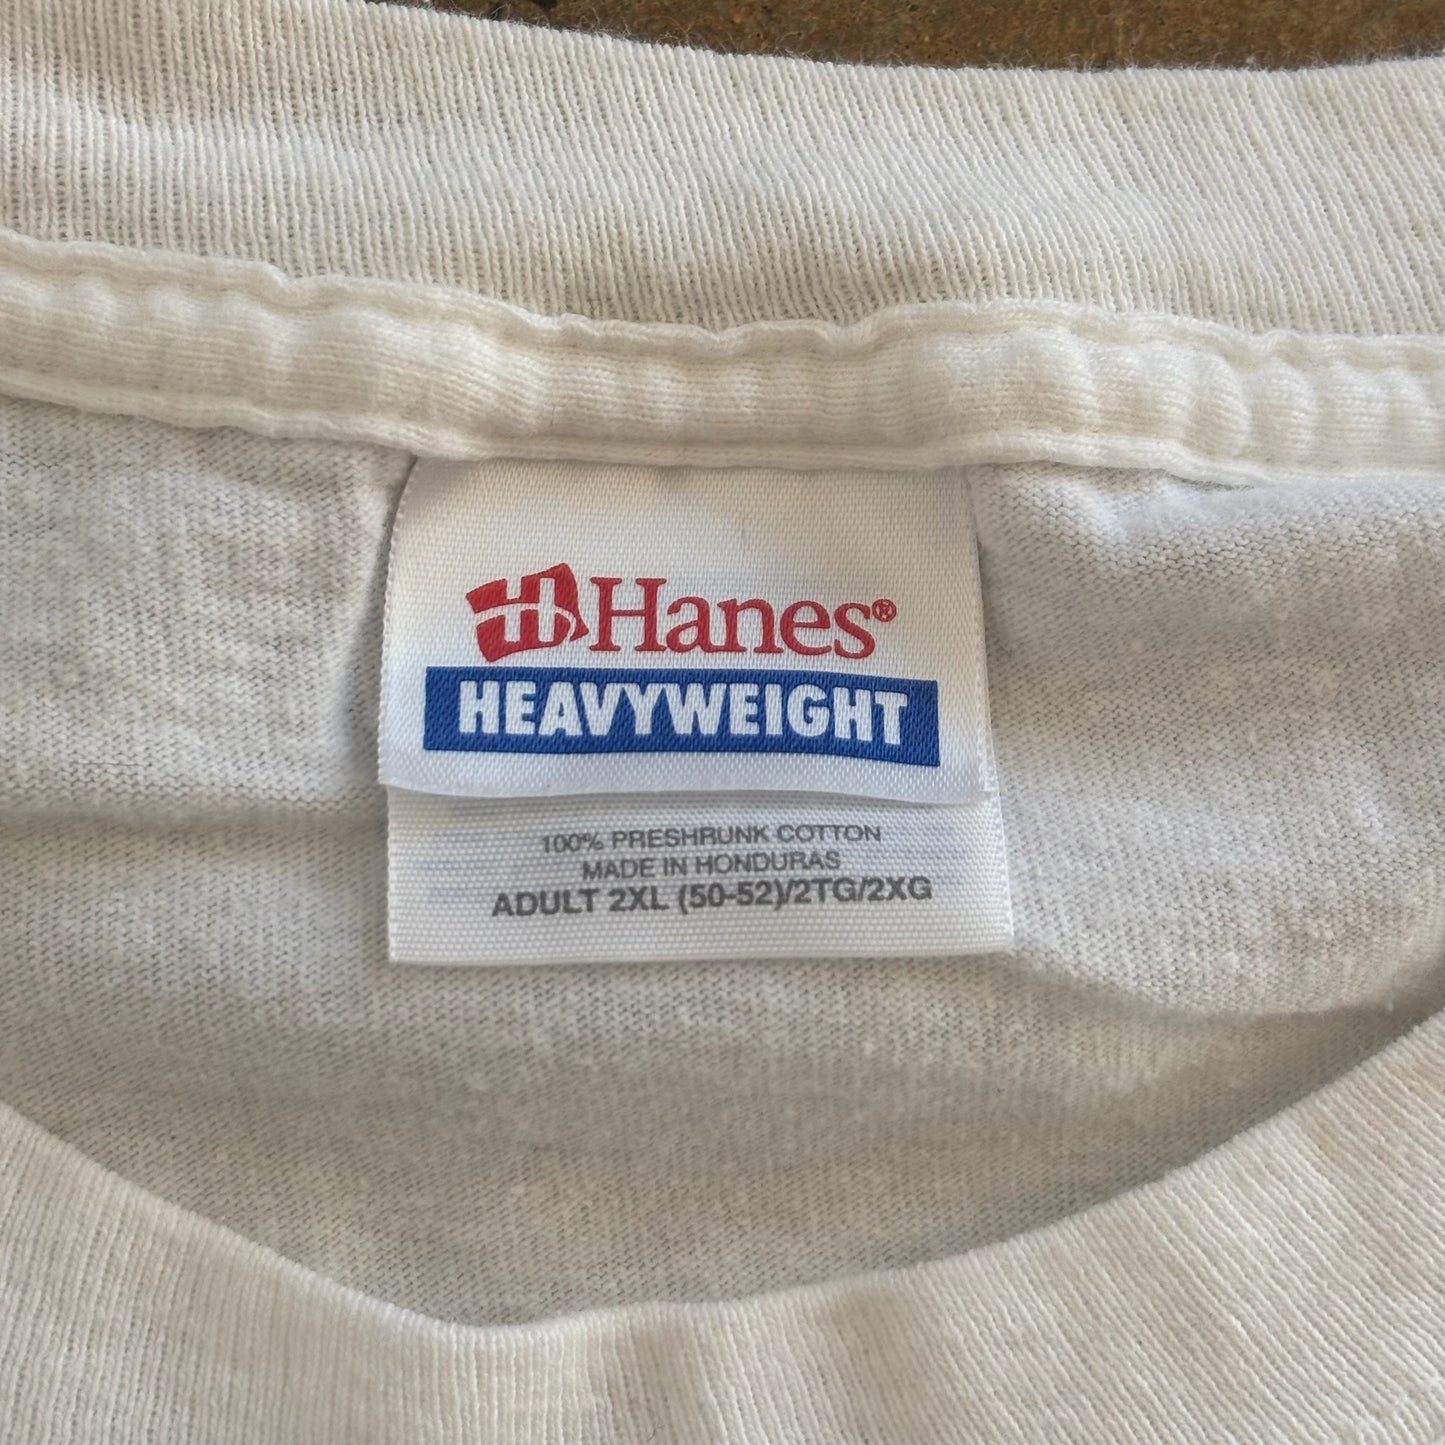 H Hanes®
HEAVYWEIGHT
100% PRESHRUNK COTTON
MADE IN HONDURAS
ADULT 2XL (50-52)/2TG/2XG